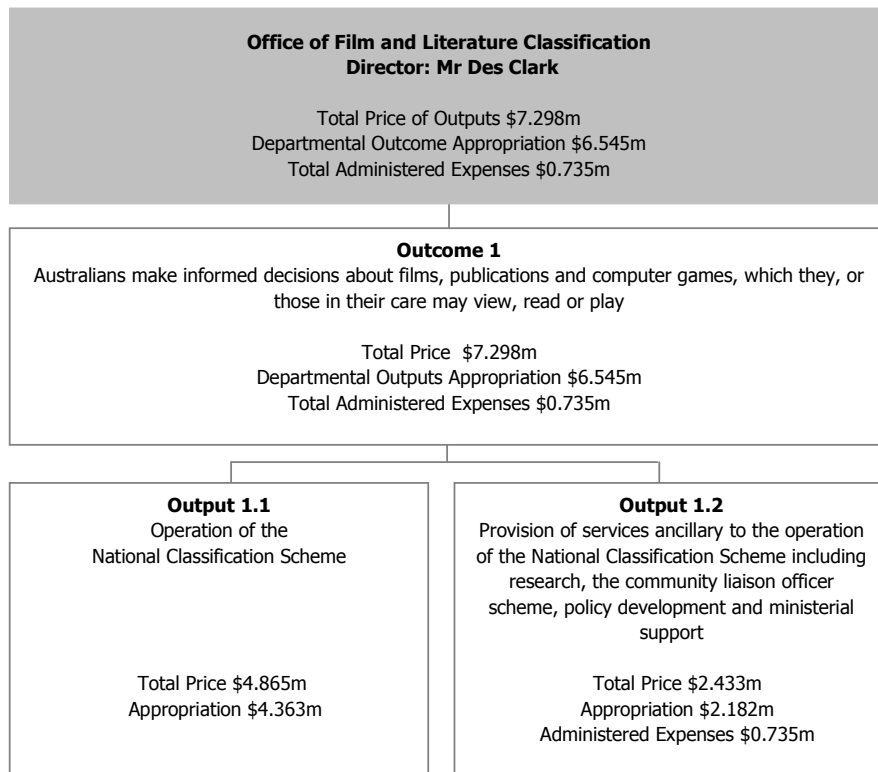 Office of Film and Literature Classification
Director: Mr Des Clark
Total Price of Outputs $7.298m
Departmental Outcome Appropriation $6.545m
Total Administered Expenses $0.735m
Outcome 1
Australians make informed decisions about films, publications and computer games, which they, or
those in their care may view, read or play
Total Price $7.298m
Departmental Outputs Appropriation $6.545m
Total Administered Expenses $0.735m
Output 1.1
Operation of the
National Classification Scheme
Total Price $4.865m
Appropriation $4.363m
Output 1.2
Provision of services ancillary to the operation
of the National Classification Scheme including
research, the community liaison officer
scheme, policy development and ministerial
support
Total Price $2.433m
Appropriation $2.182m
Administered Expenses $0.735m